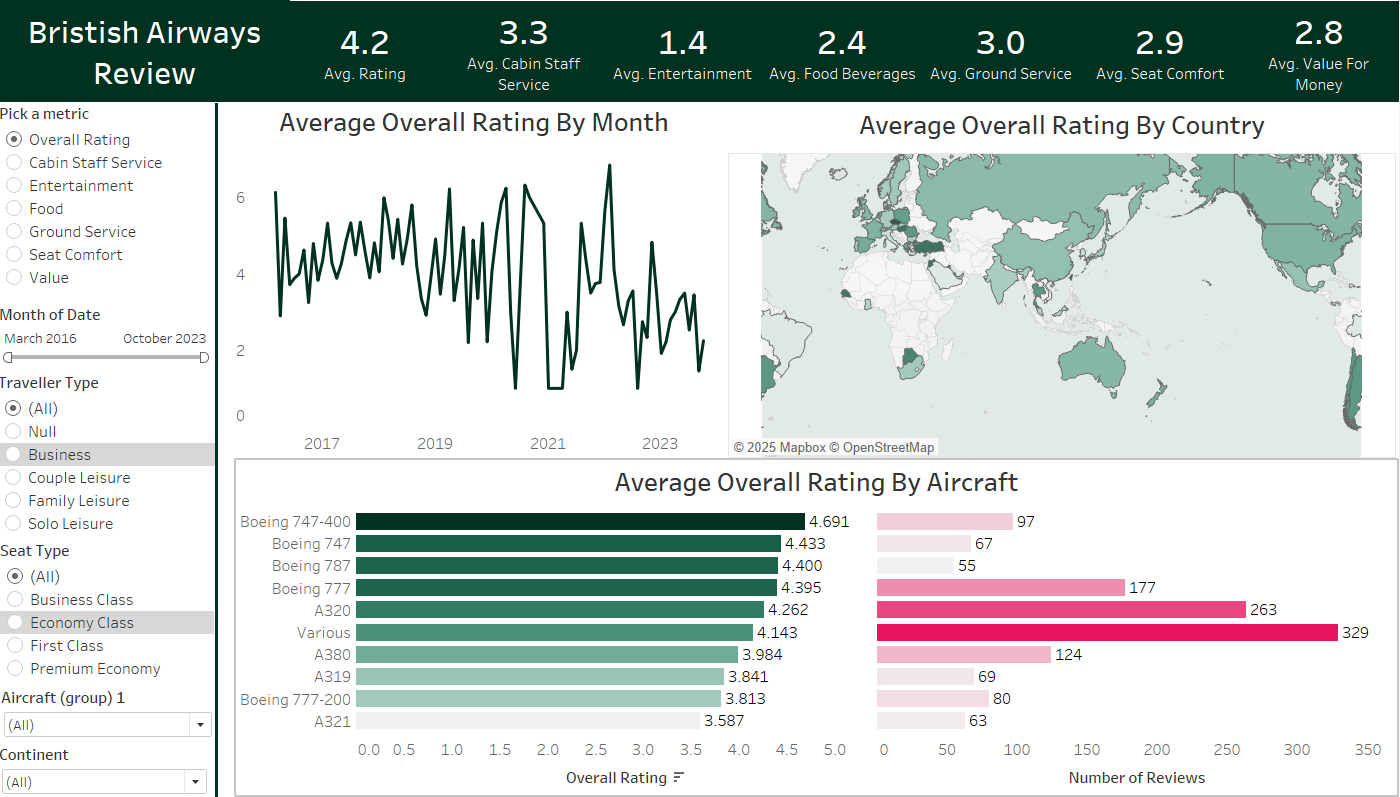 Bristish Airways
Review
4.2
Avg. Rating
3.3
Avg. Cabin Staff
Service
1.4
Avg. Entertainment
2.4
Avg. Food Beverages
3.0
Avg. Ground Service
2.9
Avg. Seat Comfort
2.8
Avg. Value For
Money
Pick a metric
Overall Rating
Cabin Staff Service
Entertainment
Food
Ground Service
Seat Comfort
Value
Month of Date
March 2016 October 2023
Traveller Type
(All)
Null
Business
Couple Leisure
Family Leisure
Solo Leisure
Seat Type
(All)
Business Class
Economy Class
First Class
Premium Economy
Aircraft (group) 1
(All)
Continent
(All)
Average Overall Rating By Month
6
4
2
0
2017 2019 2021 2023
Average Overall Rating By Country
© 2025 Mapbox © OpenStreetMap
Average Overall Rating By Aircraft
Boeing 747-400 4.691 97
Boeing 747 4.433 67
Boeing 787 4.400 55
Boeing 777 4.395 177
A320 4.262 263
Various 4.143 329
A380 3.984 124
A319 3.841 69
Boeing 777-200 3.813 80
A321 3.587 63
0.0 0.5 1.0 1.5 2.0 2.5 3.0 3.5 4.0 4.5 5.0 0 50 100 150 200 250 300 350
Overall Rating Number of Reviews